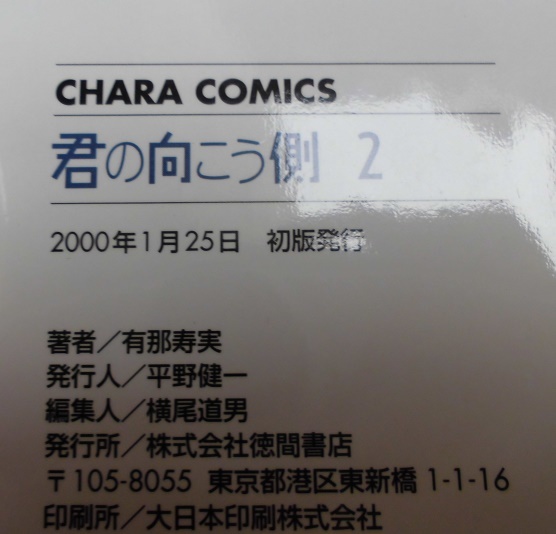 CHARA COMICS
君の向こう側 2
2000年1月25日 初版発行
著者／有那寿実
発行人／平野健一
編集人／横尾道男
発行所／株式会社徳間書店
〒105-8055 東京都港区東新橋 1-1-16
印刷所／大日本印刷株式会社